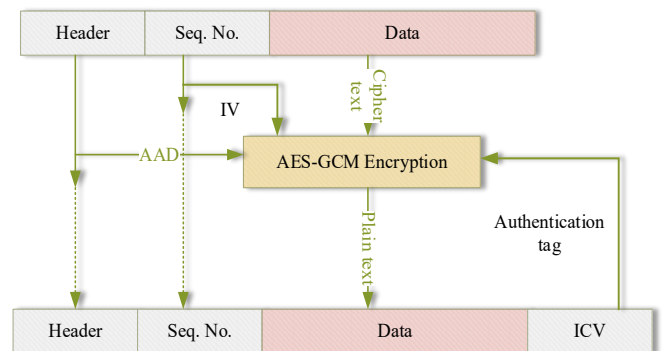 Header Seq. No. Data
Cipher
text
IV
AAD
AES-GCM Encryption
Plain text
Authentication
tag
Header Seq. No. Data ICV